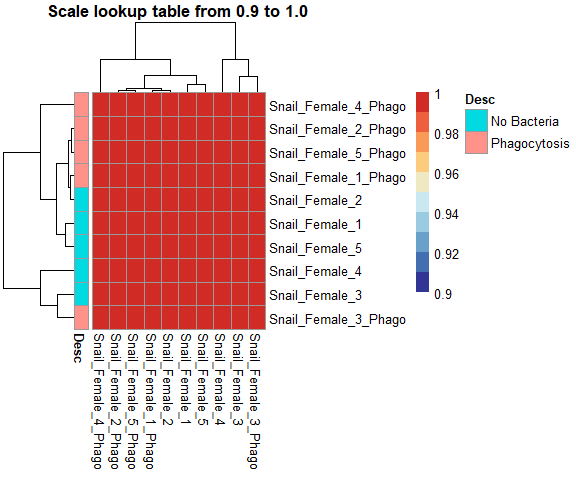 Scale lookup table from 0.9 to 1.0
Snail_Female_4_Phago
Snail_Female_2_Phago
Snail_Female_5_Phago
Snail_Female_1_Phago
Snail_Female_2
Snail_Female_1
Snail_Female_5
Snail_Female_4
Snail_Female_3
Snail_Female_3_Phago
1
0.98
0.96
0.94
0.92
0.9
Desc
No Bacteria
Phagocytosis
Desc
Snail_Female_4_Phago
Snail_Female_2_Phago
Snail_Female_5_Phago
Snail_Female_1_Phago
Snail_Female_2
Snail_Female_1
Snail_Female_5
Snail_Female_4
Snail_Female_3
Snail_Female_3_Phago